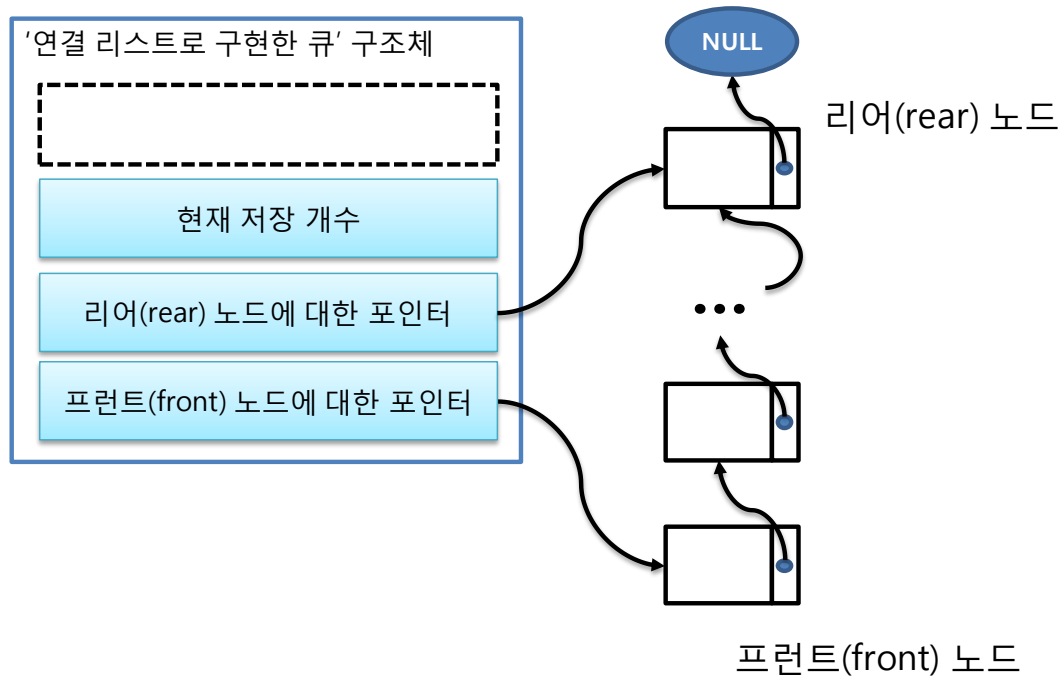 ‘연결 리스트로 구현한 큐’ 구조체
현재 저장 개수
리어(rear) 노드에 대한 포인터
프런트(front) 노드에 대한 포인터
NULL
리어(rear) 노드
...
프런트(front) 노드